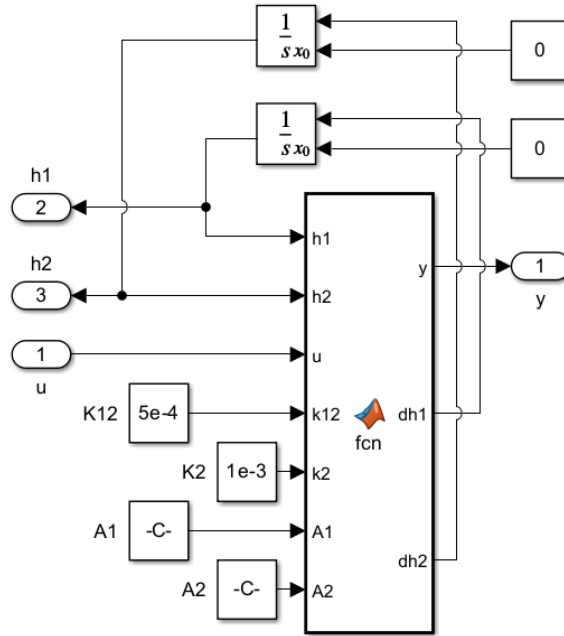 1
s x₀
0
1
s x₀
0
h1
2
h1
y
1
y
h2
3
h2
1
u
u
K12
5e-4
k12
dh1
fcn
K2
1e-3
k2
A1
-C-
A1
dh2
A2
-C-
A2